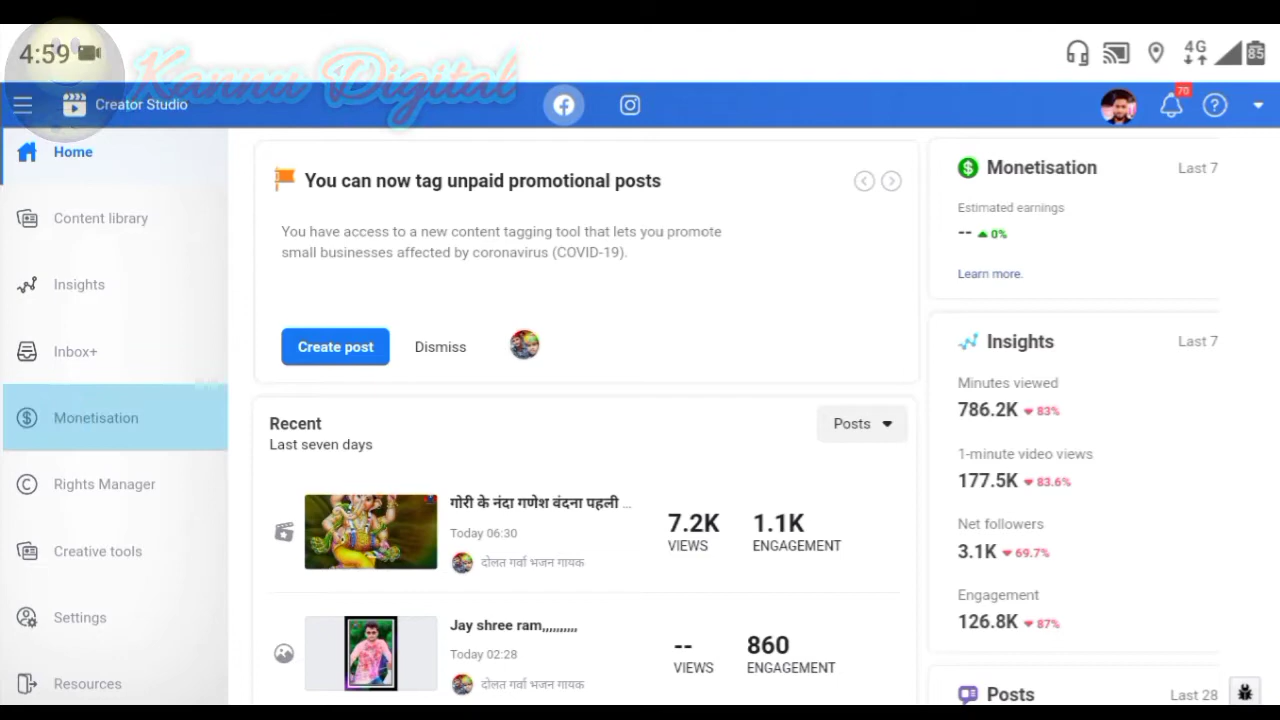 4:59
Kannu Digital
4G
85
Creator Studio
70
Home
Content library
Insights
Inbox+
Monetisation
Rights Manager
Creative tools
Settings
Resources
You can now tag unpaid promotional posts
You have access to a new content tagging tool that lets you promote
small businesses affected by coronavirus (COVID-19).
Create post
Dismiss
Recent
Last seven days
Posts
गोरी के नंदा गणेश वंदना पहली ...
Today 06:30
दोलत गर्वा भजन गायक
7.2K
VIEWS
1.1K
ENGAGEMENT
Jay shree ram,,,,,,,,,,
Today 02:28
दोलत गर्वा भजन गायक
--
VIEWS
860
ENGAGEMENT
Monetisation
Last 7
Estimated earnings
-- 0%
Learn more.
Insights
Last 7
Minutes viewed
786.2K 83%
1-minute video views
177.5K 83.6%
Net followers
3.1K 69.7%
Engagement
126.8K 87%
Posts
Last 28